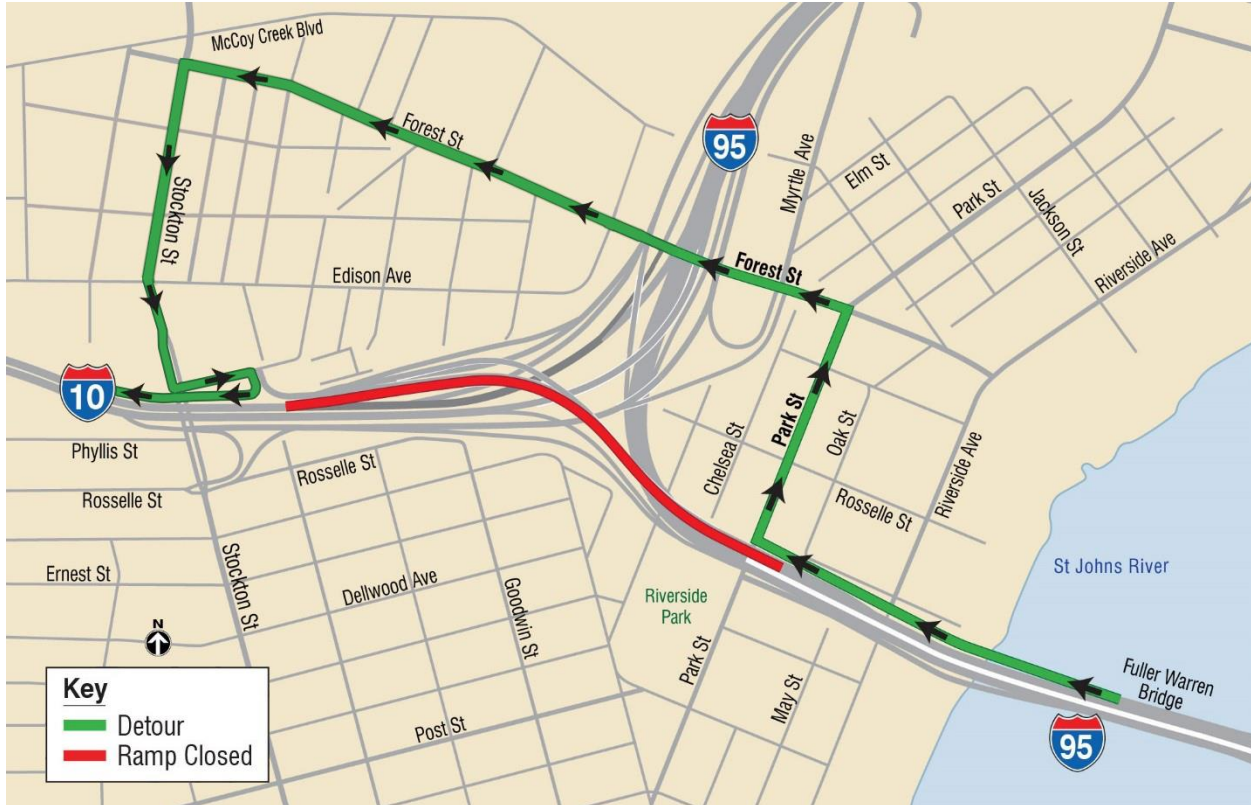 McCoy Creek Blvd
Forest St
95
Myrtle Ave
Elm St
Park St
Jackson St
Riverside Ave
Stockton St
Edison Ave
Forest St
10
Phyllis St
Rosselle St
Rosselle St
Chelsea St
Park St
Oak St
Rosselle St
Riverside Ave
Ernest St
Stockton St
Dellwood Ave
Goodwin St
Riverside
Park
St Johns River
N
Park St
May St
Fuller Warren
Bridge
Post St
95
Key
Detour
Ramp Closed